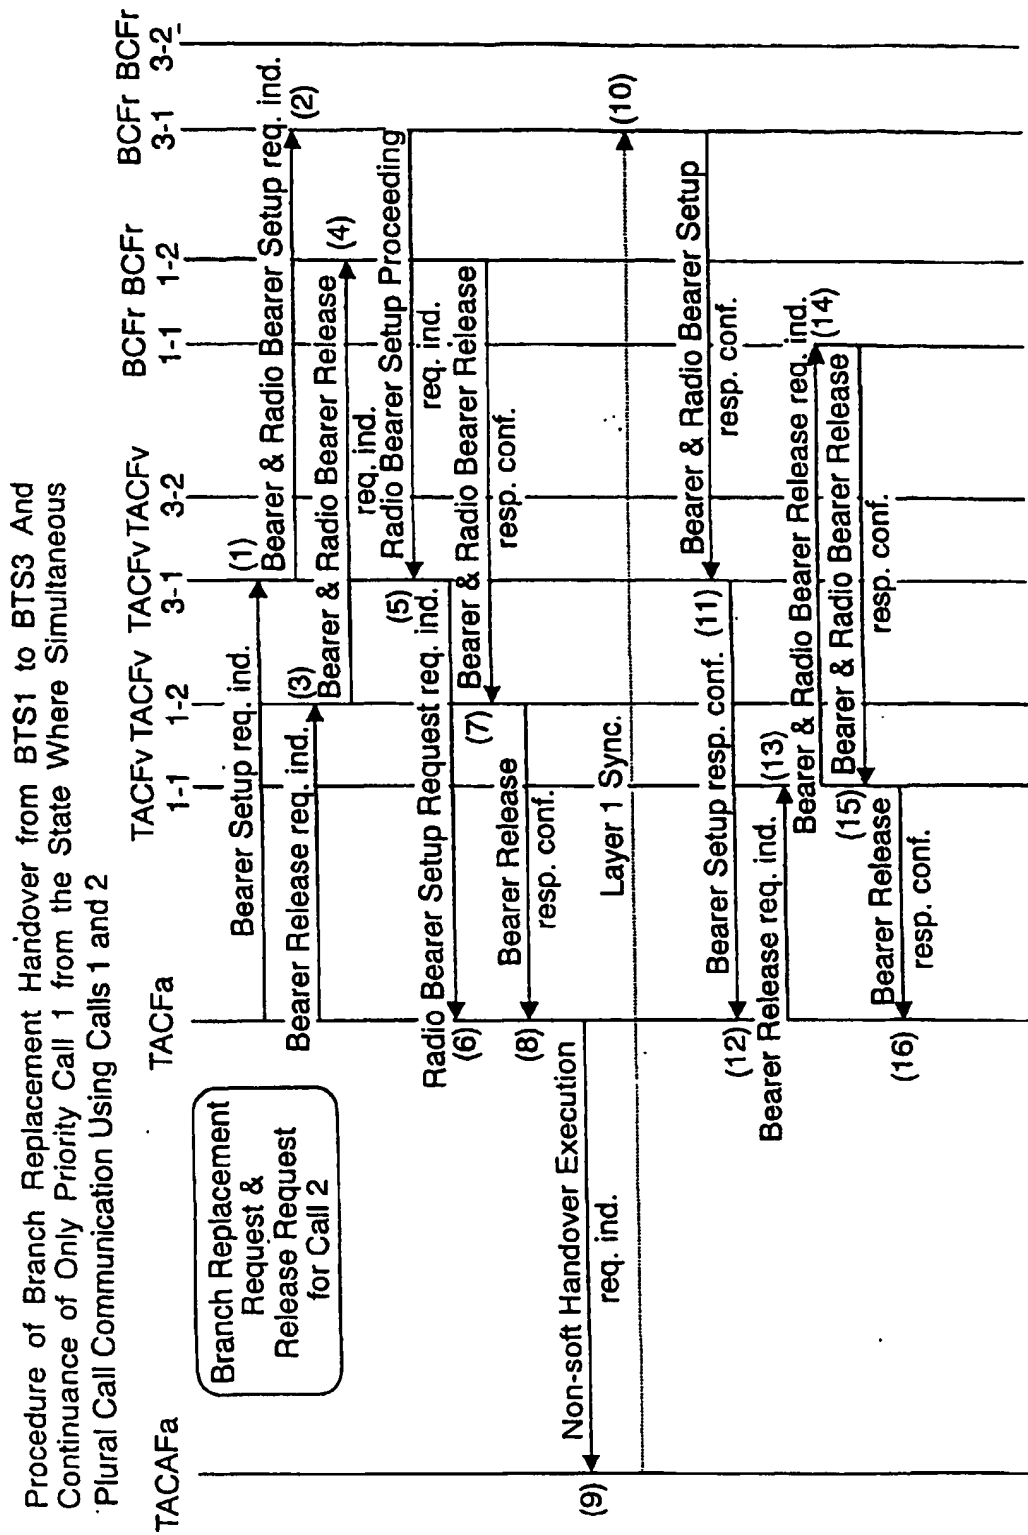 Procedure of Branch Replacement Handover from BTS1 to BTS3 And
Continuance of Only Priority Call 1 from the State Where Simultaneous
Plural Call Communication Using Calls 1 and 2
TACAFa
TACFa
TACFv TACFv TACFv TACFv
1-1 1-2 3-1 3-2
BCFr BCFr BCFr BCFr
1-1 1-2 3-1 3-2
Branch Replacement
Request &
Release Request
for Call 2
Bearer Setup req. ind.
(1)
Bearer & Radio Bearer Setup req. ind.
(2)
Bearer Release req. ind.
(3)
Bearer & Radio Bearer Release
req. ind.
(4)
Radio Bearer Setup Proceeding
req. ind.
(5)
Radio Bearer Setup Request req. ind.
(6)
Bearer & Radio Bearer Release
resp. conf.
(7)
Bearer Release
resp. conf.
(8)
Non-soft Handover Execution
req. ind.
(9)
Layer 1 Sync.
(10)
Bearer & Radio Bearer Setup
resp. conf.
(11)
Bearer Setup resp. conf.
(12)
Bearer Release req. ind.
(13)
Bearer & Radio Bearer Release req. ind.
(14)
Bearer & Radio Bearer Release
resp. conf.
(15)
Bearer Release
resp. conf.
(16)